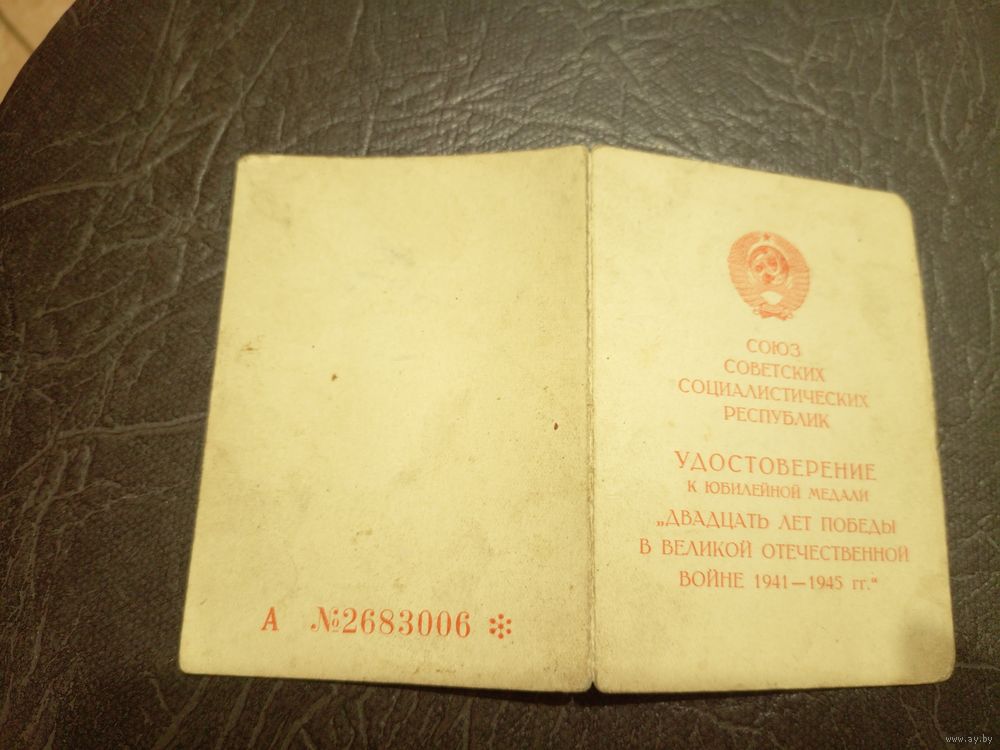 А №2683006
СОЮЗ
СОВЕТСКИХ
СОЦИАЛИСТИЧЕСКИХ
РЕСПУБЛИК
УДОСТОВЕРЕНИЕ
К ЮБИЛЕЙНОЙ МЕДАЛИ
„ДВАДЦАТЬ ЛЕТ ПОБЕДЫ
В ВЕЛИКОЙ ОТЕЧЕСТВЕННОЙ
ВОЙНЕ 1941—1945 гг.“
www.ay.by